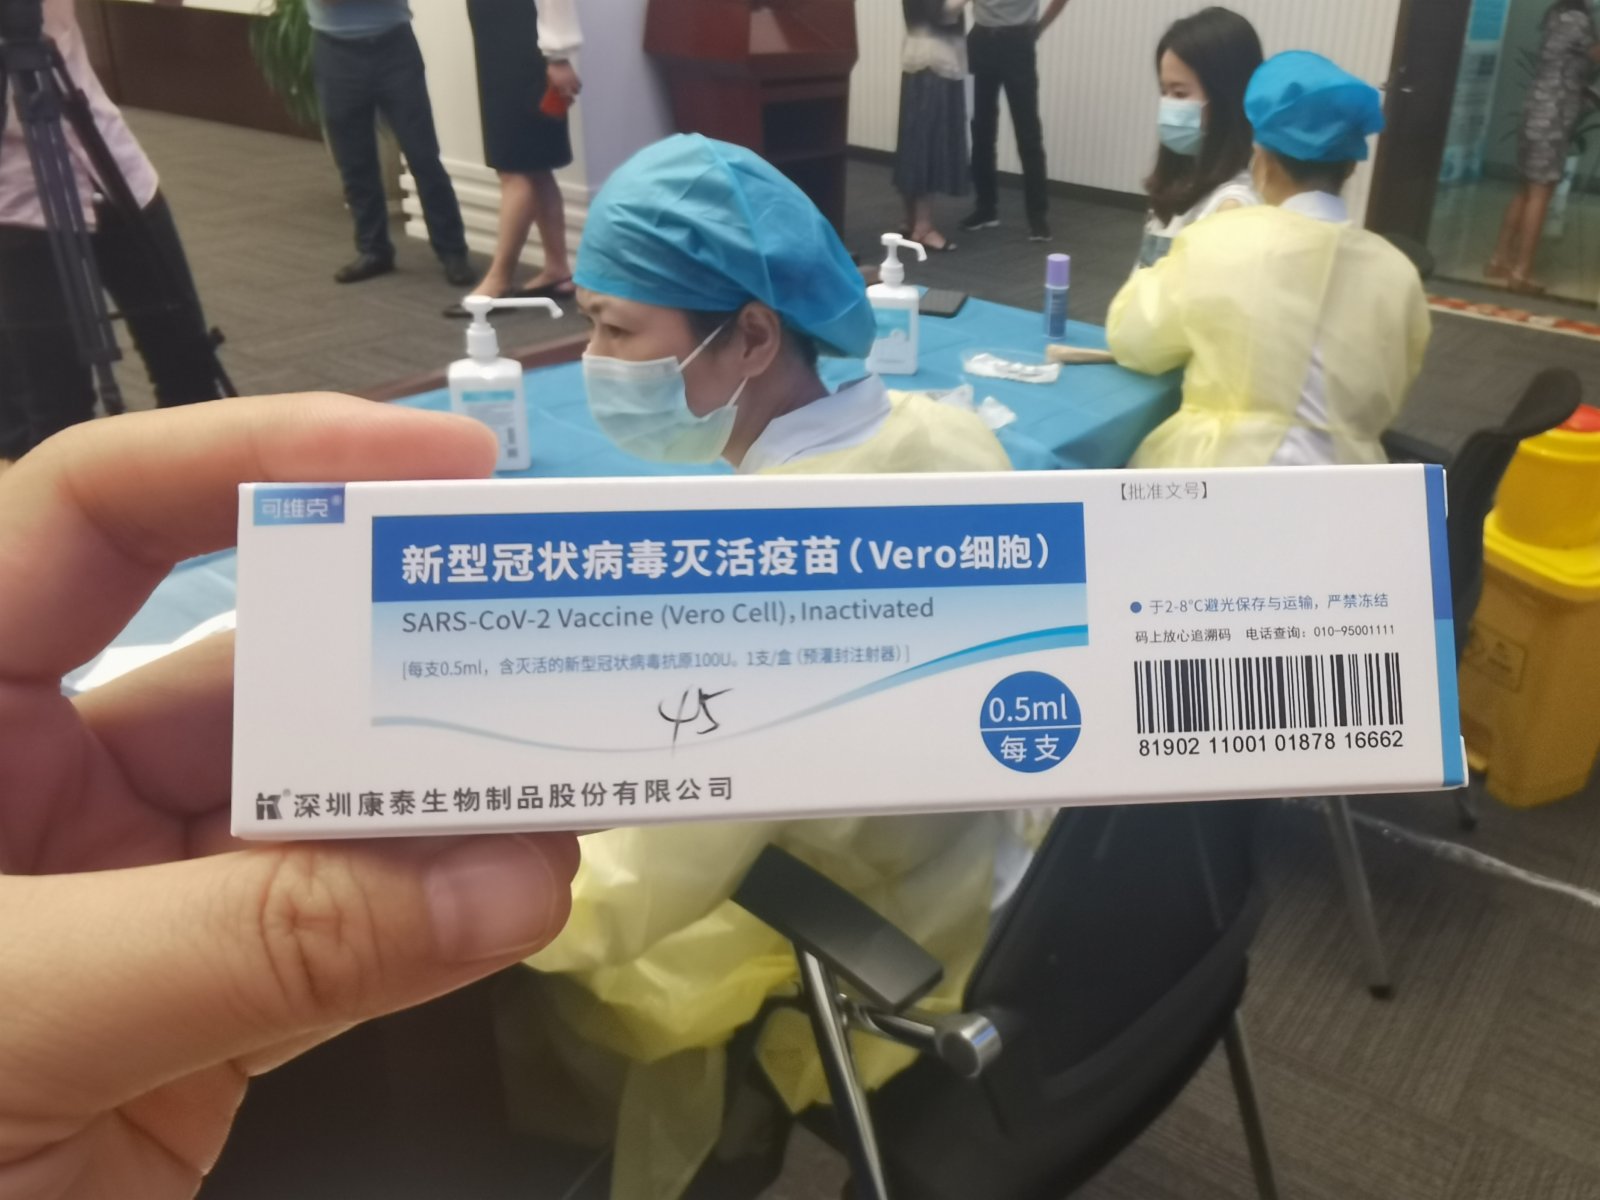 可维克®
【批准文号】
新型冠状病毒灭活疫苗（Vero细胞）
SARS-CoV-2 Vaccine (Vero Cell), Inactivated
[每支0.5ml，含灭活的新型冠状病毒抗原100U。1支/盒（预灌封注射器）]
45
0.5ml
每支
● 于2-8°C避光保存与运输，严禁冻结
码上放心追溯码 电话查询：010-95001111
81902 11001 01878 16662
深圳康泰生物制品股份有限公司